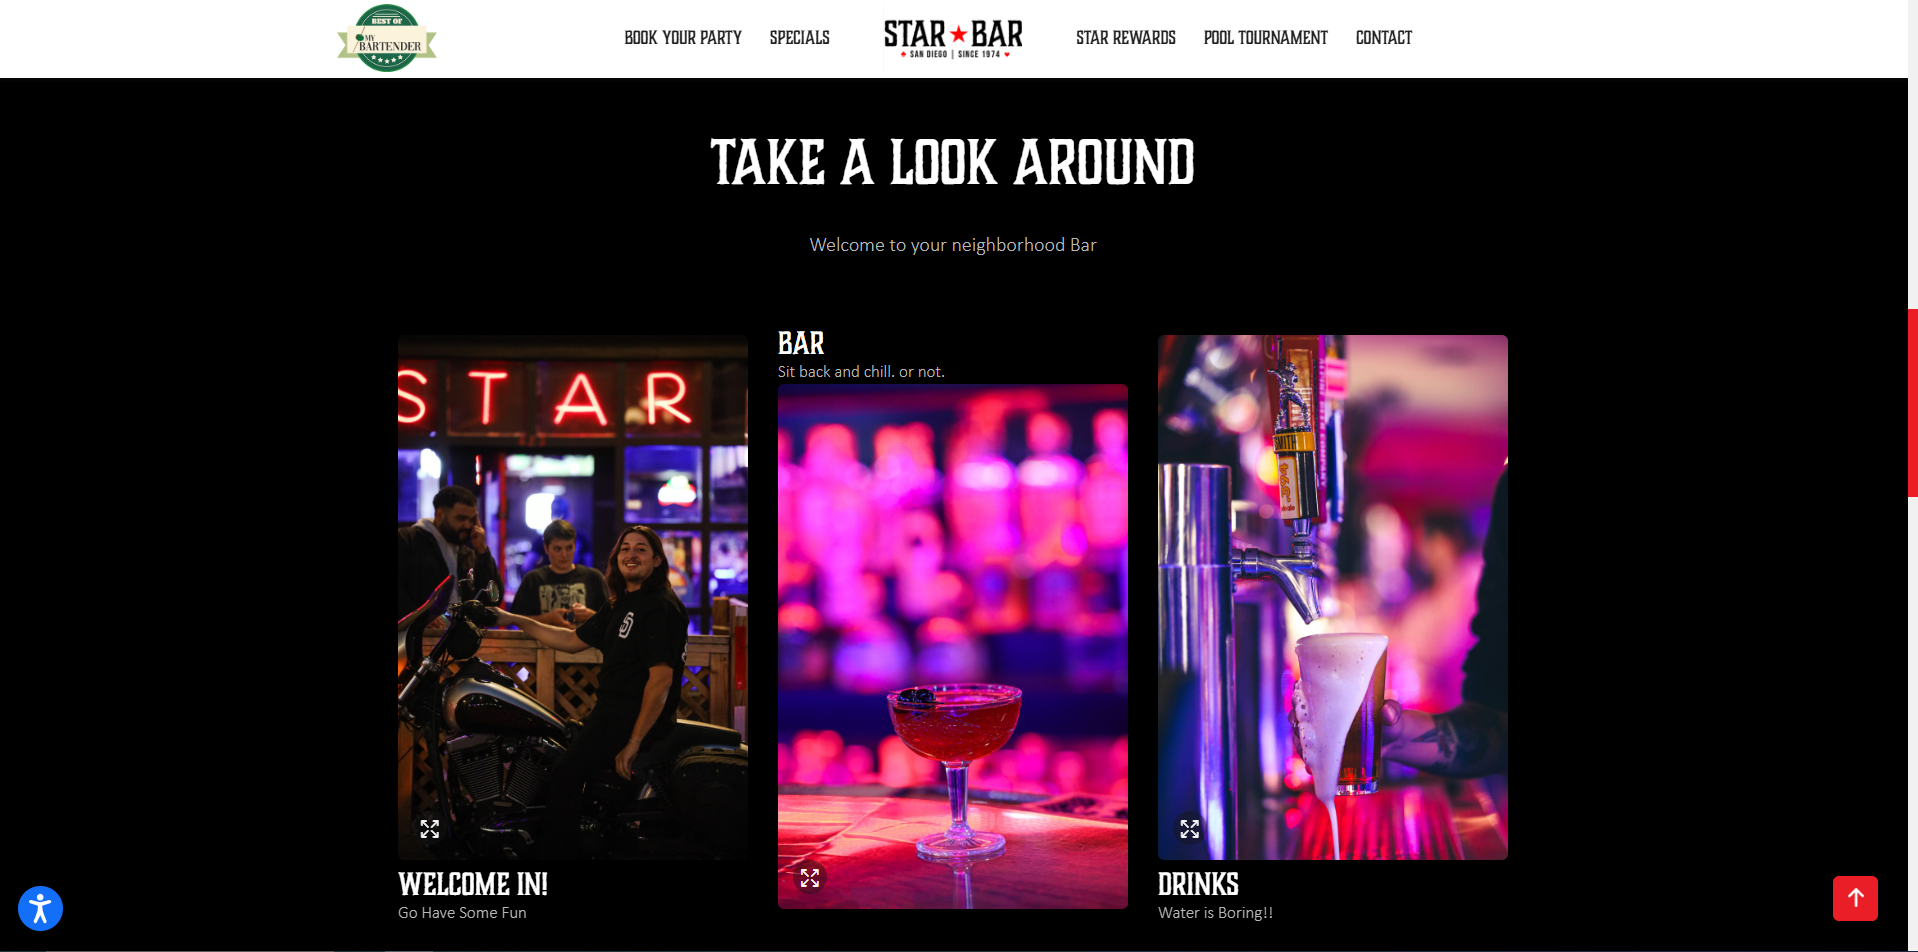 BEST OF
MY
BARTENDER
BOOK YOUR PARTY
SPECIALS
STAR★BAR
♠ SAN DIEGO | SINCE 1974 ♥
STAR REWARDS
POOL TOURNAMENT
CONTACT
TAKE A LOOK AROUND
Welcome to your neighborhood Bar
STAR
WELCOME IN!
Go Have Some Fun
BAR
Sit back and chill. or not.
SMITH
DRINKS
Water is Boring!!